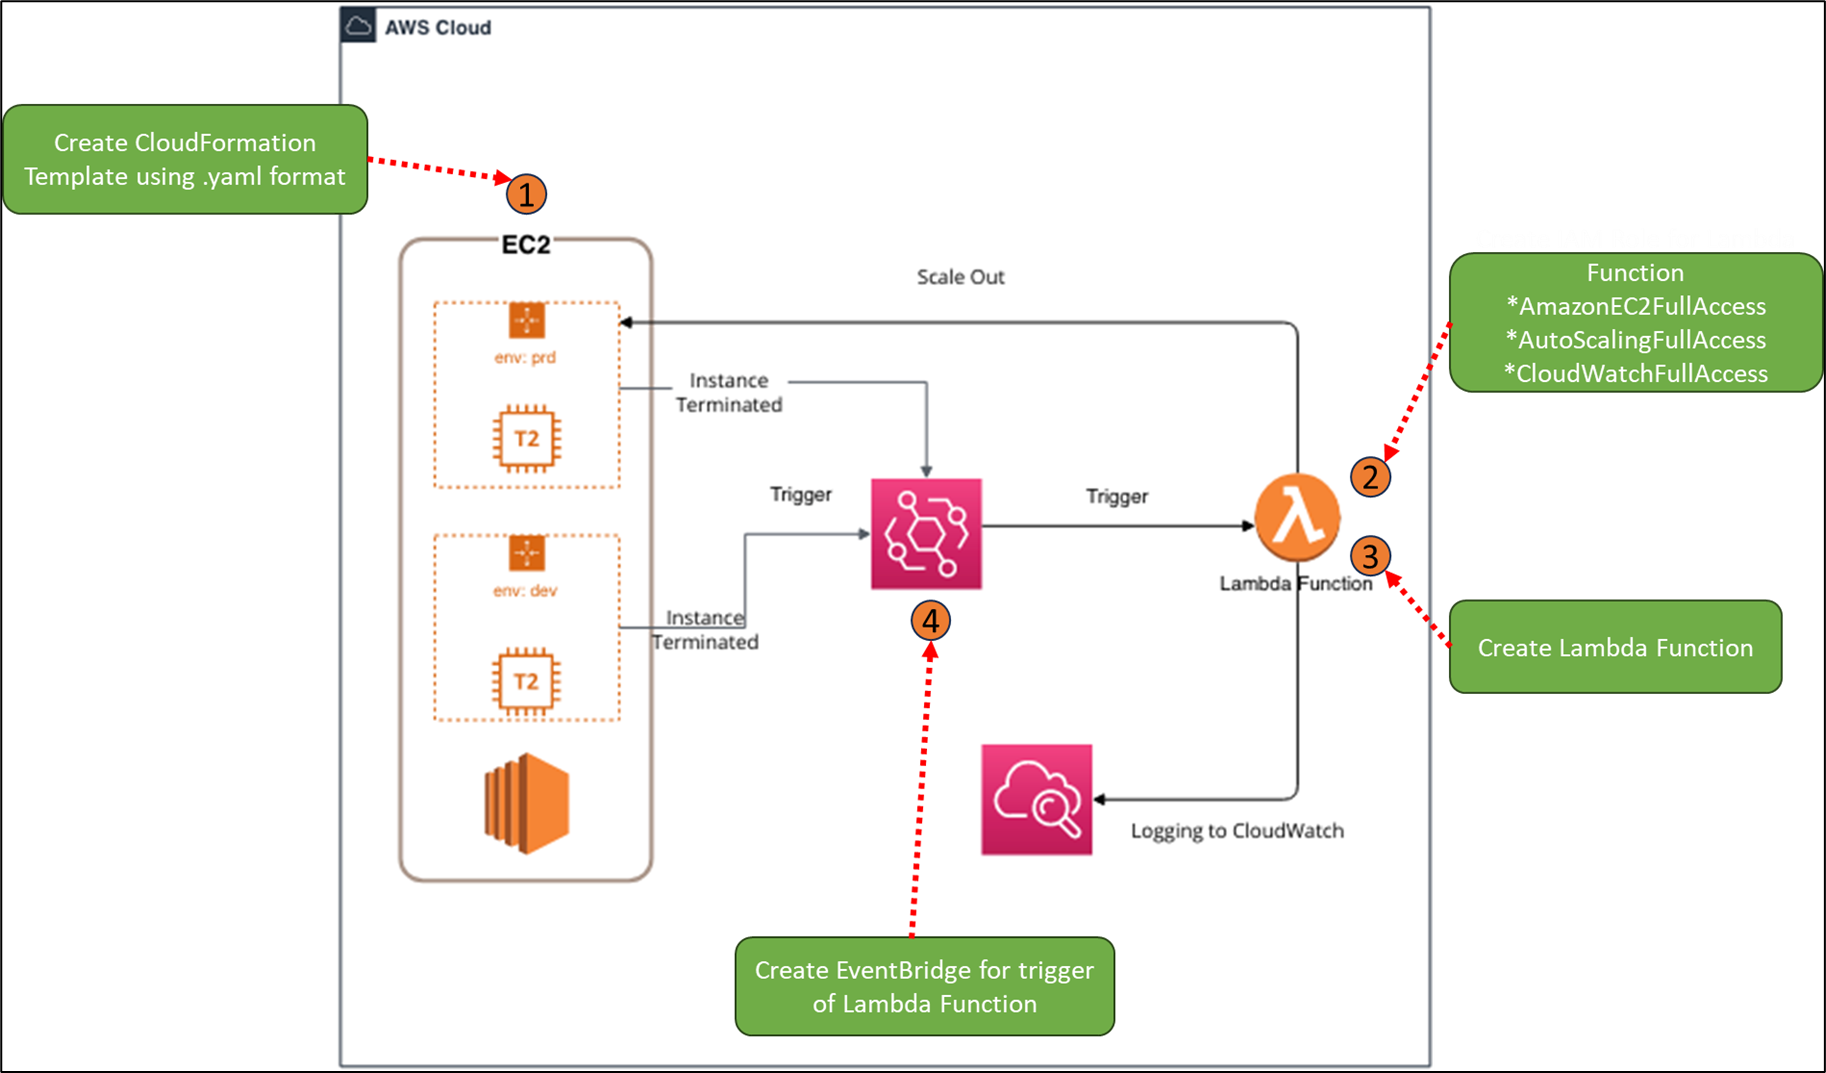 AWS Cloud
Create CloudFormation
Template using .yaml format
1
EC2
Scale Out
Function
*AmazonEC2FullAccess
*AutoScalingFullAccess
*CloudWatchFullAccess
env: prd
Instance
Terminated
T2
2
Trigger
Trigger
3
env: dev
Lambda Function
Instance
Terminated
4
Create Lambda Function
T2
Logging to CloudWatch
Create EventBridge for trigger
of Lambda Function